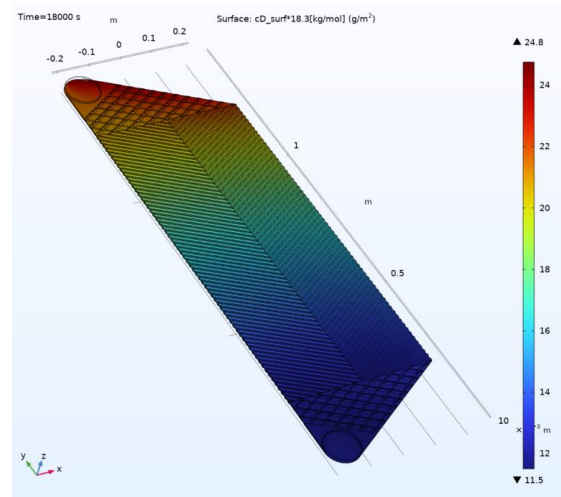 Time=18000 s
Surface: cD_surf*18.3[kg/mol] (g/m²)
m
-0.2 -0.1 0 0.1 0.2
▲ 24.8
24
22
20
18
16
14
12
▼ 11.5
1
m
0.5
10
× ⁻³ m
y z x